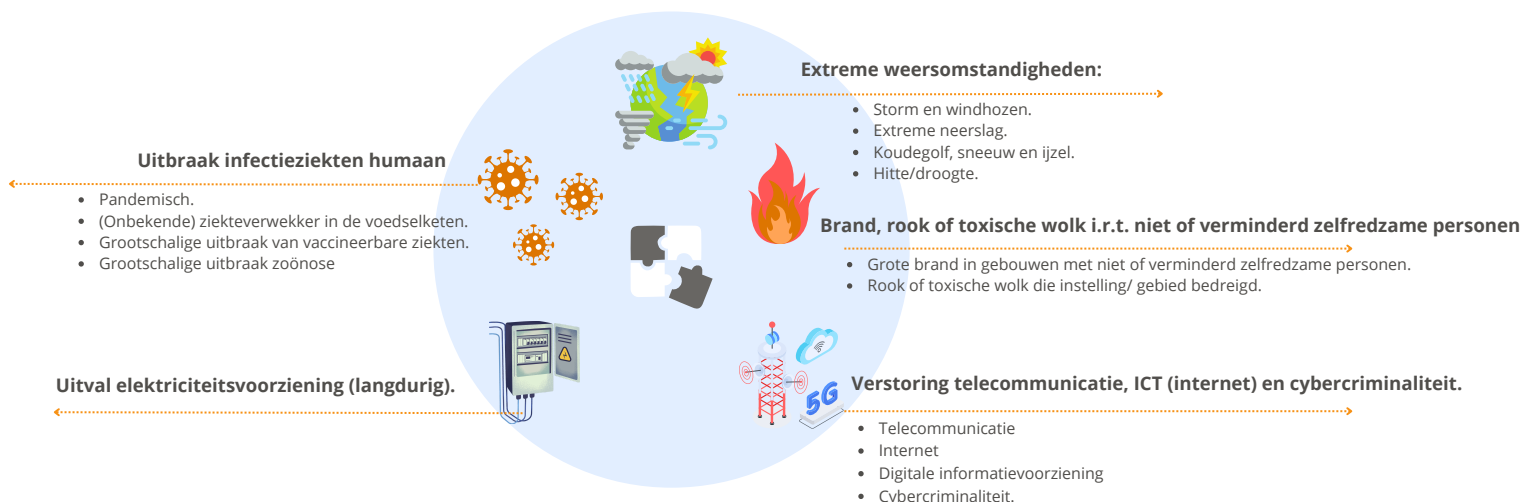 Extreme weersomstandigheden:
• Storm en windhozen.
• Extreme neerslag.
• Koudegolf, sneeuw en ijzel.
• Hitte/droogte.
Uitbraak infectieziekten humaan
• Pandemisch.
• (Onbekende) ziekteverwekker in de voedselketen.
• Grootschalige uitbraak van vaccineerbare ziekten.
• Grootschalige uitbraak zoönose
Brand, rook of toxische wolk i.r.t. niet of verminderd zelfredzame personen
• Grote brand in gebouwen met niet of verminderd zelfredzame personen.
• Rook of toxische wolk die instelling/ gebied bedreigd.
Uitval elektriciteitsvoorziening (langdurig).
5G
Verstoring telecommunicatie, ICT (internet) en cybercriminaliteit.
• Telecommunicatie
• Internet
• Digitale informatievoorziening
• Cybercriminaliteit.